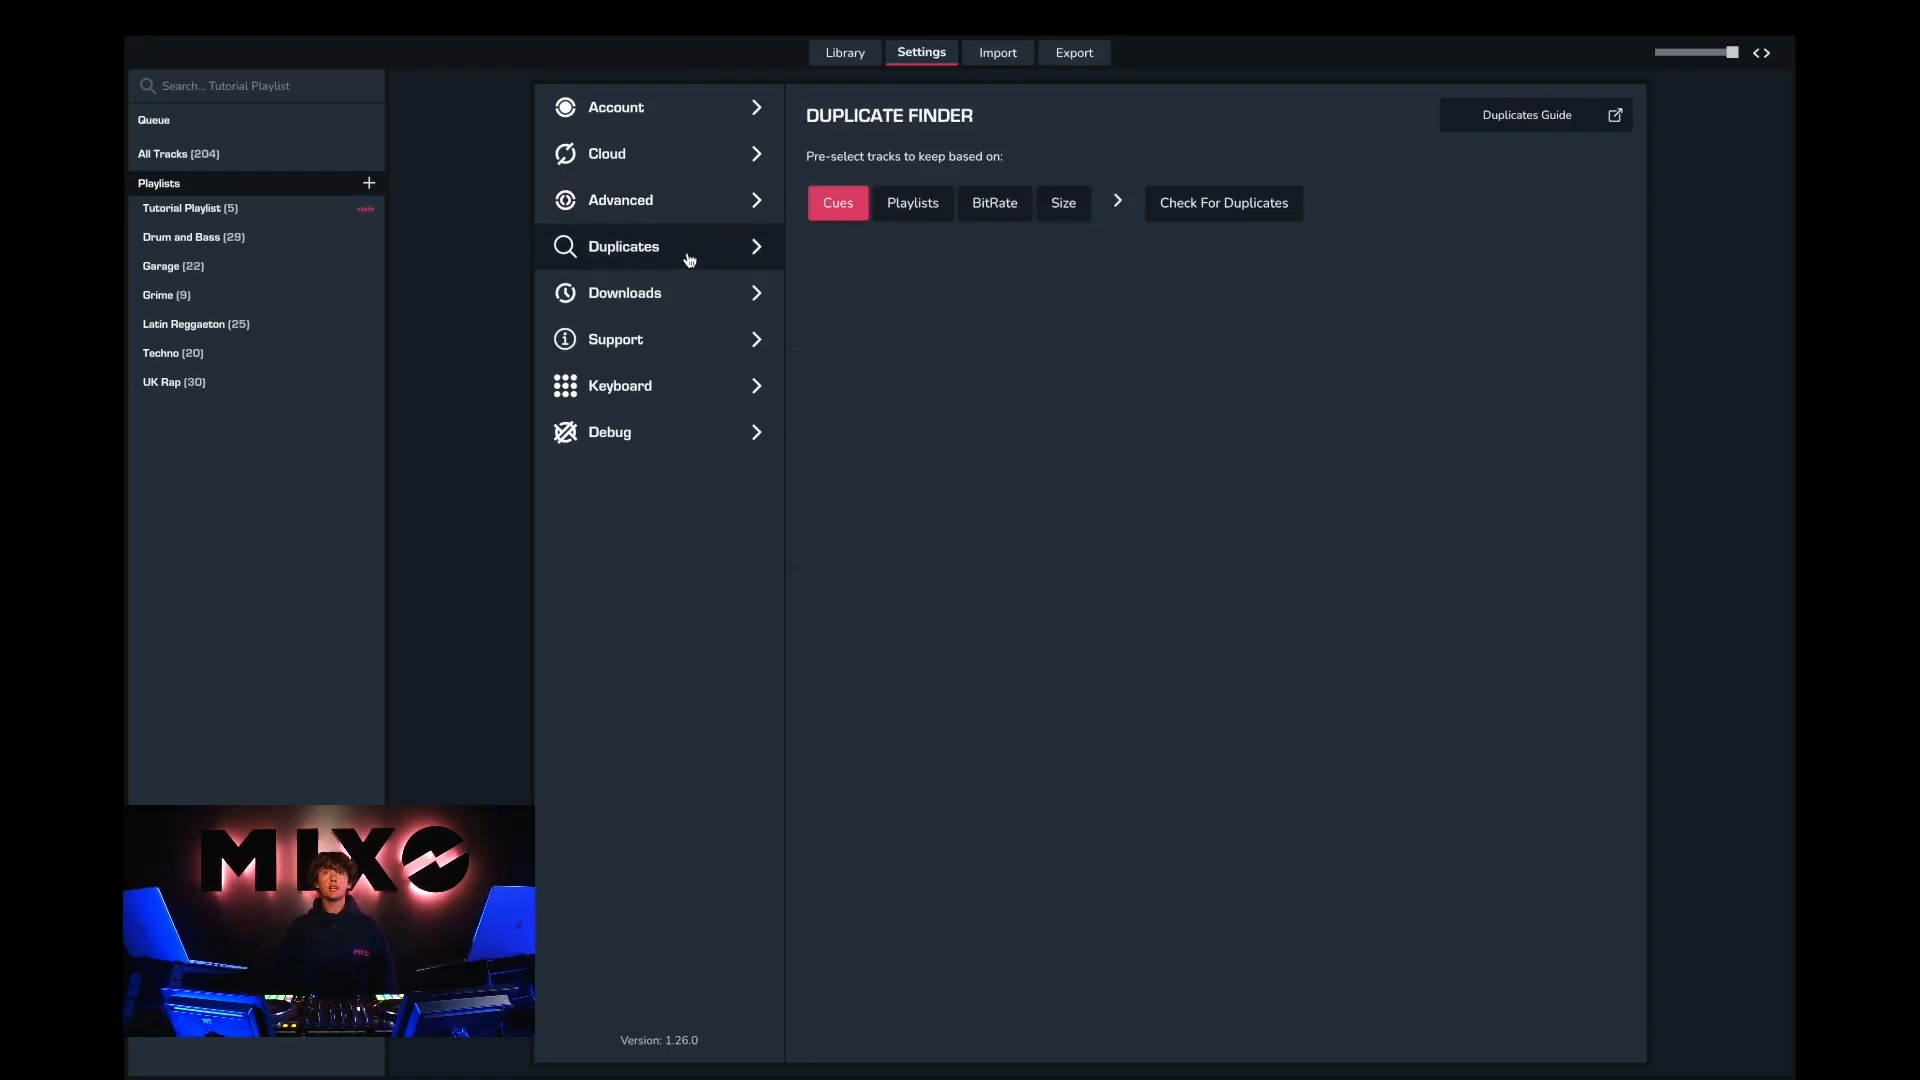 Library
Settings
Import
Export
Search... Tutorial Playlist
Queue
All Tracks (204)
Playlists
Tutorial Playlist (5)
Drum and Bass (29)
Garage (22)
Grime (9)
Latin Reggaeton (25)
Techno (20)
UK Rap (30)
Account
Cloud
Advanced
Duplicates
Downloads
Support
Keyboard
Debug
Version: 1.26.0
DUPLICATE FINDER
Duplicates Guide
Pre-select tracks to keep based on:
Cues
Playlists
BitRate
Size
Check For Duplicates
MIXO